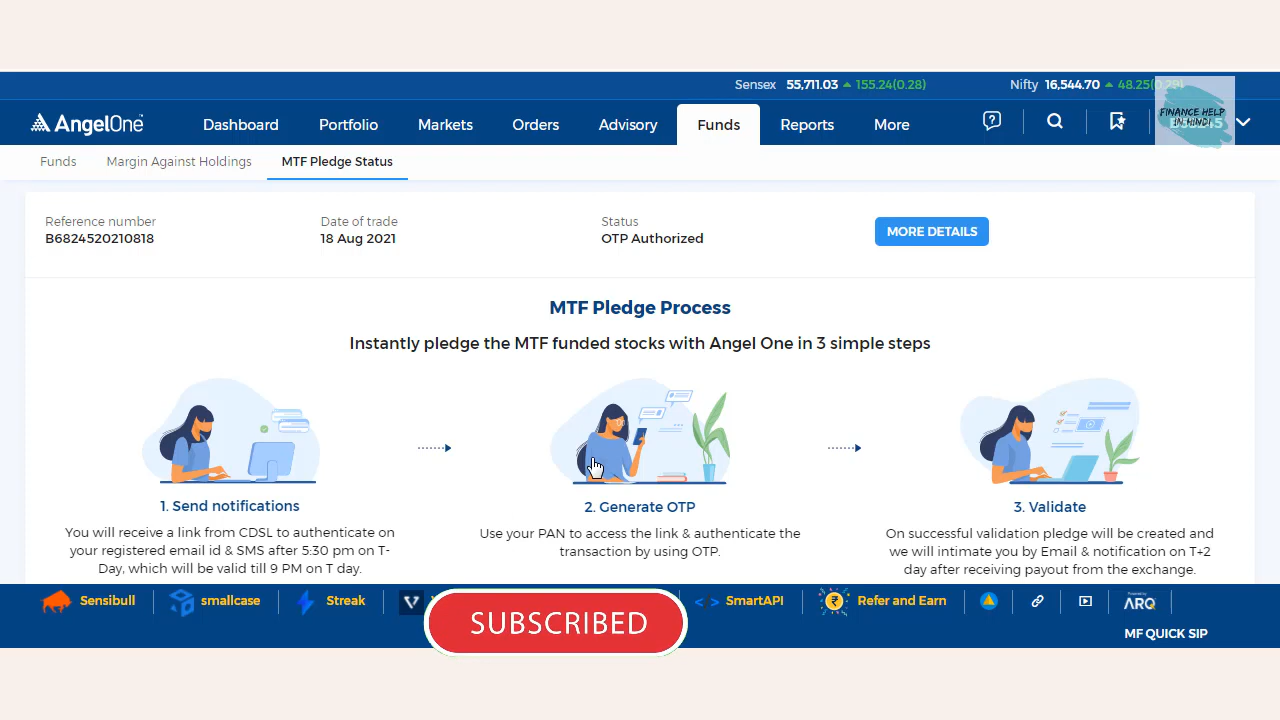 Sensex 55,711.03 155.24(0.28) Nifty 16,544.70 48.25(0.29)
AngelOne Dashboard Portfolio Markets Orders Advisory Funds Reports More
FINANCE HELP
IN HINDI
Funds Margin Against Holdings MTF Pledge Status
Reference number Date of trade Status
B6824520210818 18 Aug 2021 OTP Authorized
MORE DETAILS
MTF Pledge Process
Instantly pledge the MTF funded stocks with Angel One in 3 simple steps
1. Send notifications
You will receive a link from CDSL to authenticate on
your registered email id & SMS after 5:30 pm on T-
Day, which will be valid till 9 PM on T day.
2. Generate OTP
Use your PAN to access the link & authenticate the
transaction by using OTP.
3. Validate
On successful validation pledge will be created and
we will intimate you by Email & notification on T+2
day after receiving payout from the exchange.
Sensibull smallcase Streak SmartAPI Refer and Earn Powered by ARQ
SUBSCRIBED
MF QUICK SIP